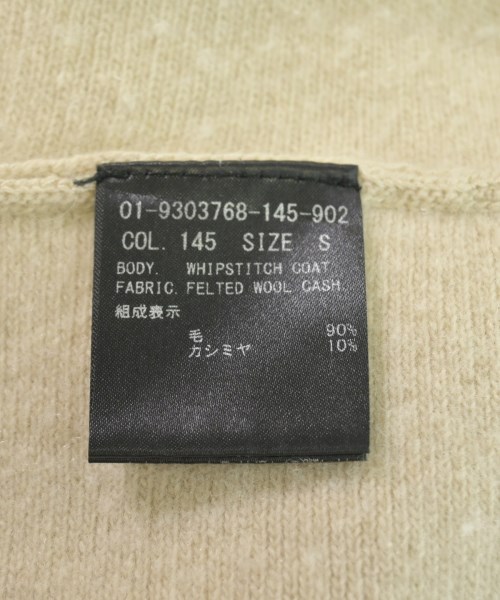 01-9303768-145-902
COL. 145 SIZE S
BODY. WHIPSTITCH COAT
FABRIC. FELTED WOOL CASH.
組成表示
毛 90%
カシミヤ 10%